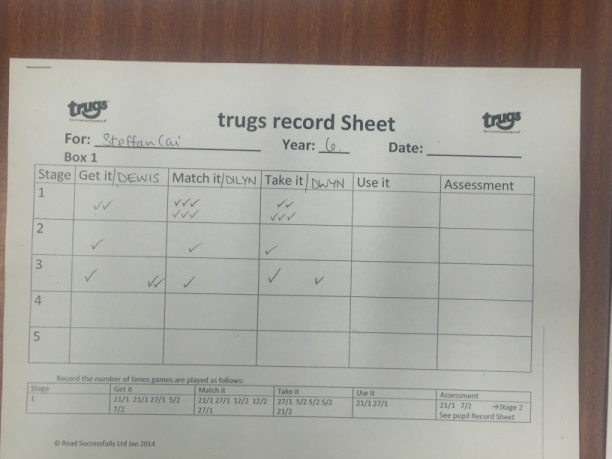 trugs trugs
trugs record Sheet
For: Steffan Cai Year: 6. Date:
Box 1
Stage Get it/DEWIS Match it/DILYN Take it/DWYN Use it Assessment
1 ✓✓ ✓✓✓ ✓✓
✓✓✓ ✓✓✓
2 ✓ ✓ ✓
3 ✓ ✓✓ ✓ ✓ ✓
4
5
Record the number of times games are played as follows:
Stage Get it Match it Take it Use it Assessment
1 21/1 21/1 27/1 5/2 21/1 27/1 12/2 12/2 27/1 5/2 5/2 5/2 21/1 27/1 21/1 7/2 →Stage 2
7/2 27/1 21/2 See pupil Record Sheet
© Read Successfully Ltd Jan 2014